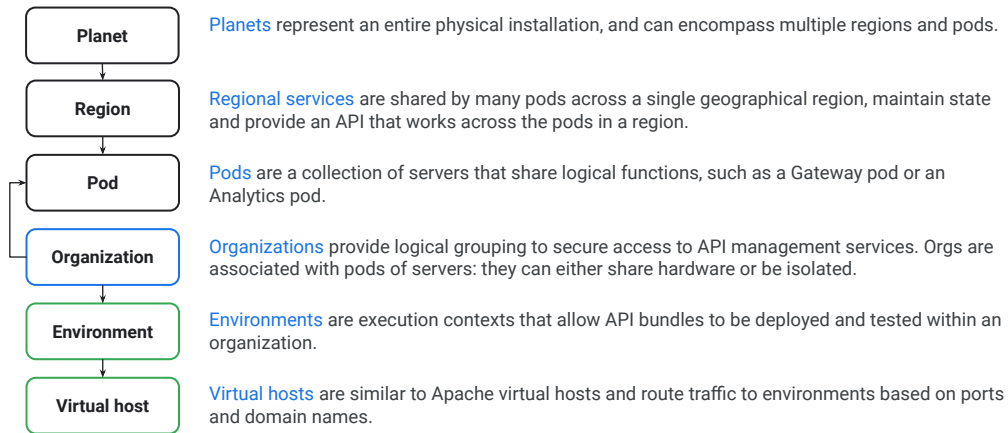 Planet
Planets represent an entire physical installation, and can encompass multiple regions and pods.
Region
Regional services are shared by many pods across a single geographical region, maintain state
and provide an API that works across the pods in a region.
Pod
Pods are a collection of servers that share logical functions, such as a Gateway pod or an
Analytics pod.
Organization
Organizations provide logical grouping to secure access to API management services. Orgs are
associated with pods of servers: they can either share hardware or be isolated.
Environment
Environments are execution contexts that allow API bundles to be deployed and tested within an
organization.
Virtual host
Virtual hosts are similar to Apache virtual hosts and route traffic to environments based on ports
and domain names.